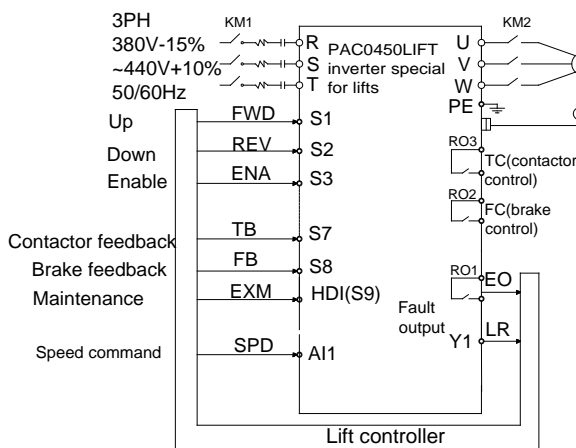 3PH
380V-15%
~440V+10%
50/60Hz
KM1
R
S
T
PAC0450LIFT
inverter special
for lifts
U
V
W
PE
KM2
Up
FWD
S1
Down
REV
S2
Enable
ENA
S3
RO3
TC(contactor
control)
RO2
FC(brake
control)
Contactor feedback
TB
S7
Brake feedback
FB
S8
Maintenance
EXM
HDI(S9)
RO1
EO
Fault
output
Speed command
SPD
AI1
Y1
LR
Lift controller